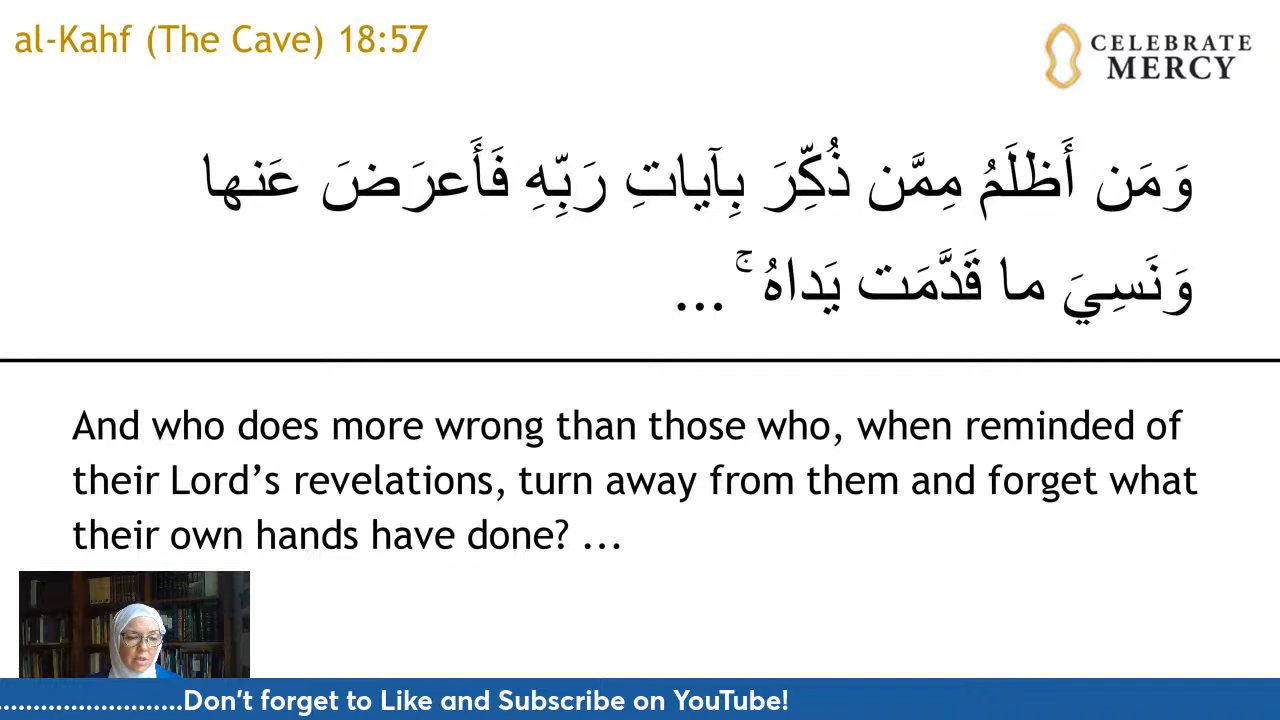 al-Kahf (The Cave) 18:57
CELEBRATE
MERCY
وَمَن أَظلَمُ مِمَّن ذُكِّرَ بِآياتِ رَبِّهِ فَأَعرَضَ عَنها
وَنَسِيَ ما قَدَّمَت يَداهُ ۚ ...
And who does more wrong than those who, when reminded of
their Lord’s revelations, turn away from them and forget what
their own hands have done? ...
........................Don't forget to Like and Subscribe on YouTube!